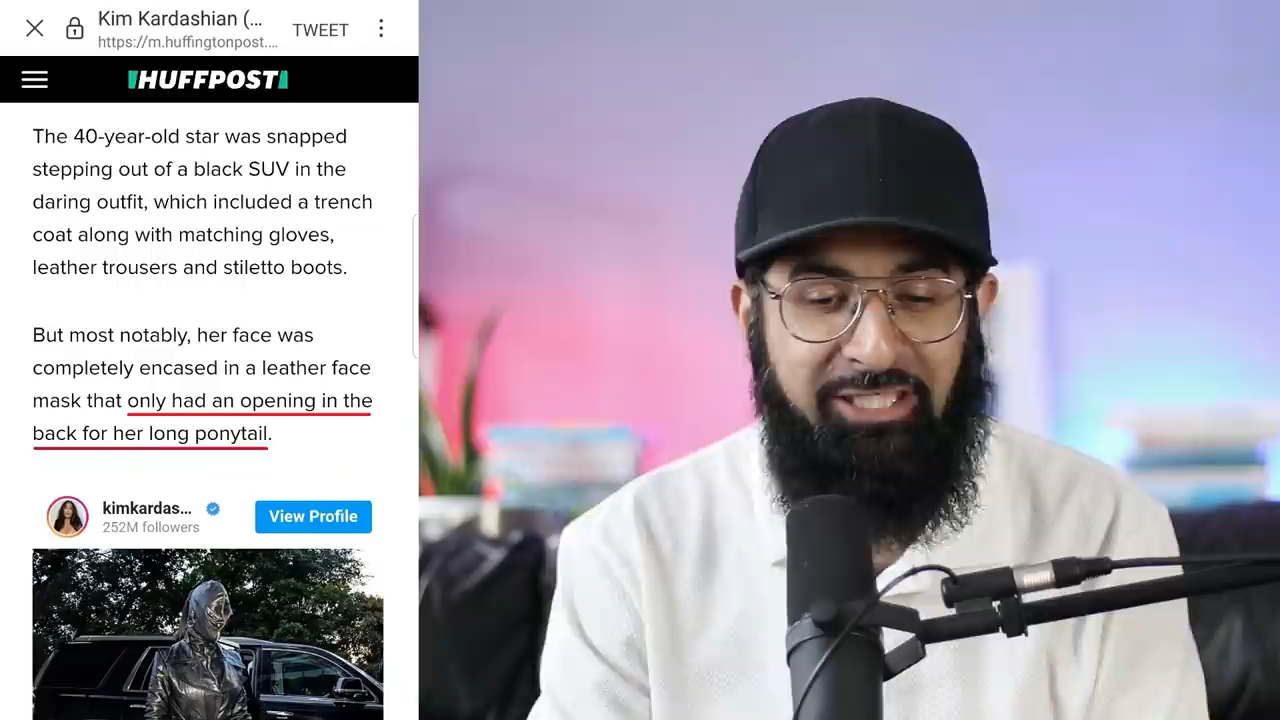 Kim Kardashian (...
https://m.huffingtonpost....
TWEET
HUFFPOST
The 40-year-old star was snapped
stepping out of a black SUV in the
daring outfit, which included a trench
coat along with matching gloves,
leather trousers and stiletto boots.
But most notably, her face was
completely encased in a leather face
mask that only had an opening in the
back for her long ponytail.
kimkardas...
252M followers
View Profile